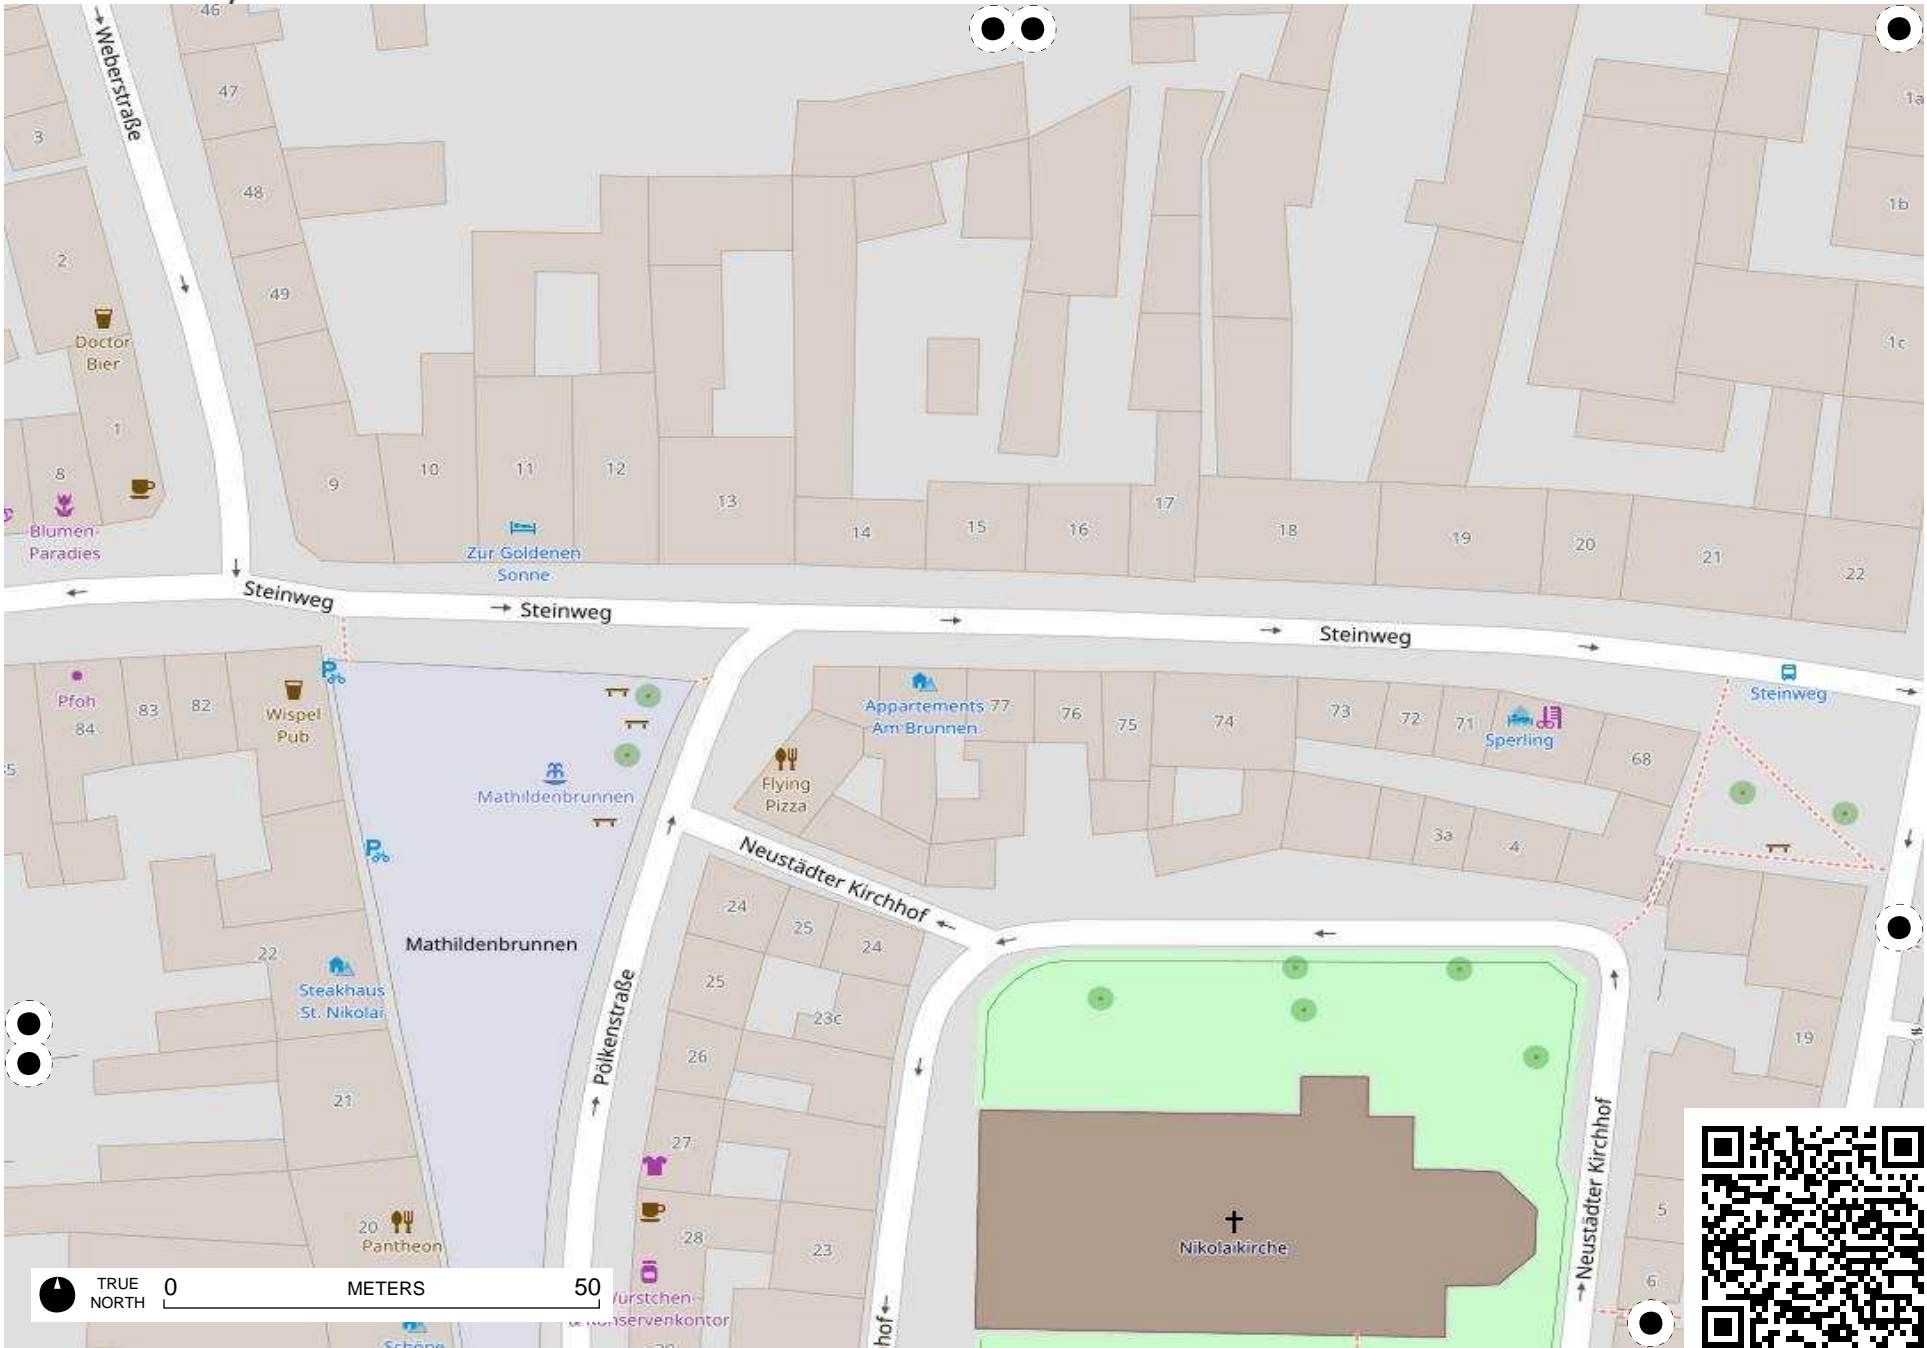 46
Weberstraße
47
1a
3
48
1b
2
49
Doctor
Bier
1c
1
8
9
10
11
12
13
14
15
16
17
18
19
20
21
22
Blumen-
Paradies
Zur Goldenen
Sonne
Steinweg
Steinweg
Steinweg
Steinweg
Pfoh
84
83
82
Wispel
Pub
Appartements
Am Brunnen
77
76
75
74
73
72
71
Sperling
68
Flying
Pizza
Mathildenbrunnen
3a
4
Neustädter Kirchhof
24
25
24
Mathildenbrunnen
22
Steakhaus
St. Nikolai
25
23c
26
19
Pölkenstraße
21
27
Neustädter Kirchhof
5
20
Pantheon
28
23
Nikolaikirche
6
TRUE
NORTH
0
METERS
50
Würstchen-
& Konservenkontor
hof
Schöne